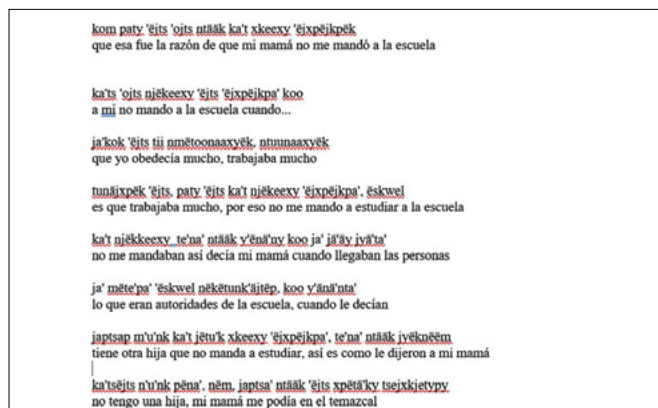 kom paty 'ëjts 'ojts ntääk ka't xkeexy 'ëjxpëjkpëk
que esa fue la razón de que mi mamá no me mandó a la escuela
ka'ts 'ojts njëkeexy 'ëjts 'ëjxpëjkpa' koo
a mi no mando a la escuela cuando...
ja'kok 'ëjts tii nmëtoonaaxyëk, ntuunaaxyëk
que yo obedecía mucho, trabajaba mucho
tunäjxpëk 'ëjts, paty 'ëjts ka't njëkeexy 'ëjxpëjkpa', ëskwel
es que trabajaba mucho, por eso no me mando a estudiar a la escuela
ka't njëkkeexy te'na' ntääk y'ënä'ny koo ja' jä'äy jyä'ta'
no me mandaban así decía mi mamá cuando llegaban las personas
ja' mëte'pa' 'ëskwel nëkëtunk'äjtëp, koo y'änä'nta'
lo que eran autoridades de la escuela, cuando le decían
japtsap m'u'nk ka't jëtu'k xkeexy 'ëjxpëjkpa', te'na' ntääk jyëknëëm
tiene otra hija que no manda a estudiar, así es como le dijeron a mi mamá
ka'tsëjts n'u'nk pëna', nëm, japtsa' ntääk 'ëjts xpëtä'ky tsejxkjetypy
no tengo una hija, mi mamá me podía en el temazcal